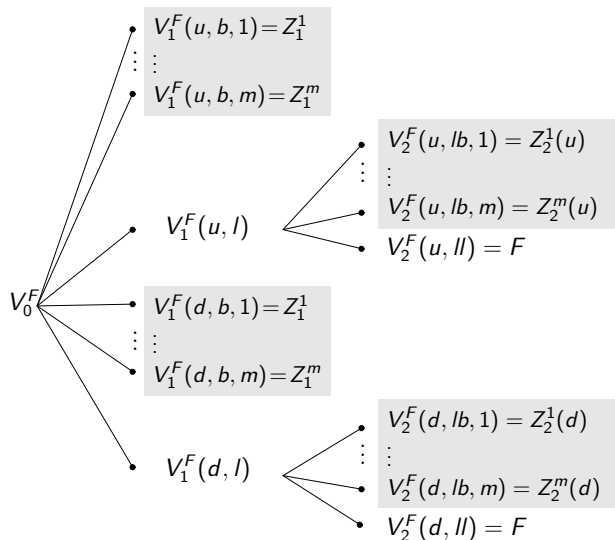 V_1^F(u, b, 1) = Z_1^1
⋮ ⋮
V_1^F(u, b, m) = Z_1^m
V_2^F(u, lb, 1) = Z_2^1(u)
⋮ ⋮
V_2^F(u, lb, m) = Z_2^m(u)
V_1^F(u, l)
V_2^F(u, ll) = F
V_0^F
V_1^F(d, b, 1) = Z_1^1
⋮ ⋮
V_1^F(d, b, m) = Z_1^m
V_2^F(d, lb, 1) = Z_2^1(d)
⋮ ⋮
V_1^F(d, l)
V_2^F(d, lb, m) = Z_2^m(d)
V_2^F(d, ll) = F